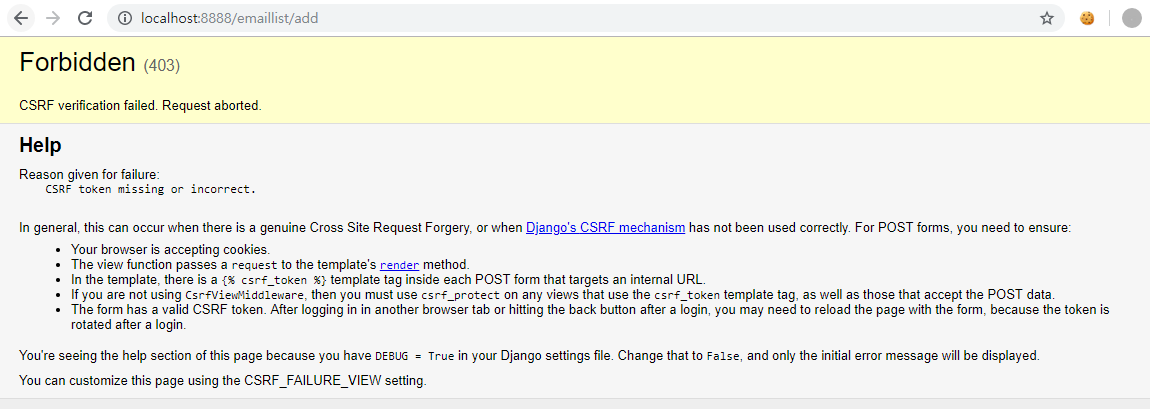 localhost:8888/emaillist/add
Forbidden (403)
CSRF verification failed. Request aborted.
Help
Reason given for failure:
CSRF token missing or incorrect.
In general, this can occur when there is a genuine Cross Site Request Forgery, or when Django's CSRF mechanism has not been used correctly. For POST forms, you need to ensure:
• Your browser is accepting cookies.
• The view function passes a request to the template's render method.
• In the template, there is a {% csrf_token %} template tag inside each POST form that targets an internal URL.
• If you are not using CsrfViewMiddleware, then you must use csrf_protect on any views that use the csrf_token template tag, as well as those that accept the POST data.
• The form has a valid CSRF token. After logging in in another browser tab or hitting the back button after a login, you may need to reload the page with the form, because the token is
rotated after a login.
You're seeing the help section of this page because you have DEBUG = True in your Django settings file. Change that to False, and only the initial error message will be displayed.
You can customize this page using the CSRF_FAILURE_VIEW setting.